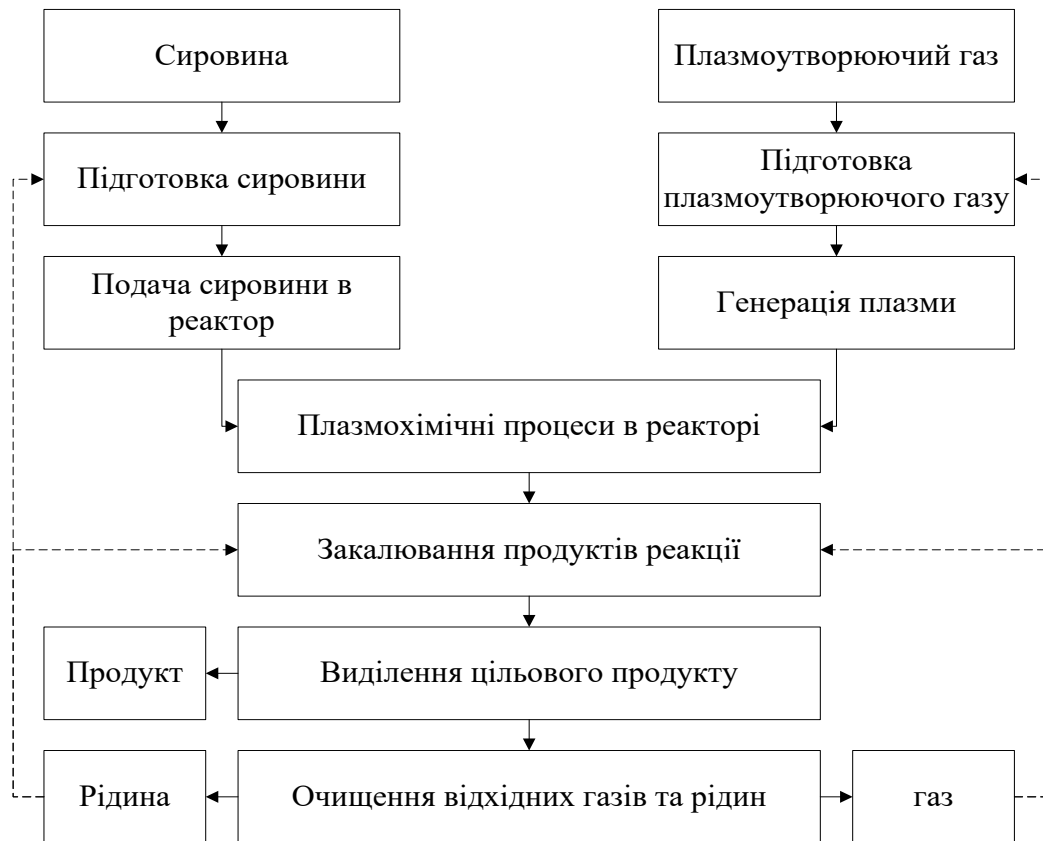 Сировина
Плазмоутворюючий газ
Підготовка сировини
Підготовка
плазмоутворюючого газу
Подача сировини в
реактор
Генерація плазми
Плазмохімічні процеси в реакторі
Закалювання продуктів реакції
Продукт
Виділення цільового продукту
Рідина
Очищення відхідних газів та рідин
газ